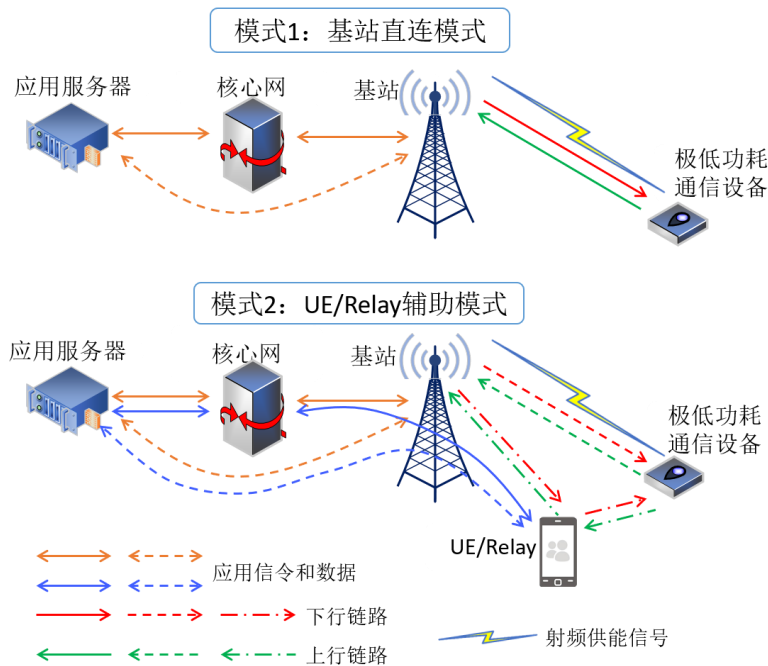 模式1：基站直连模式
应用服务器
核心网
基站
极低功耗
通信设备
模式2：UE/Relay辅助模式
应用服务器
核心网
基站
极低功耗
通信设备
UE/Relay
应用信令和数据
下行链路
上行链路
射频供能信号